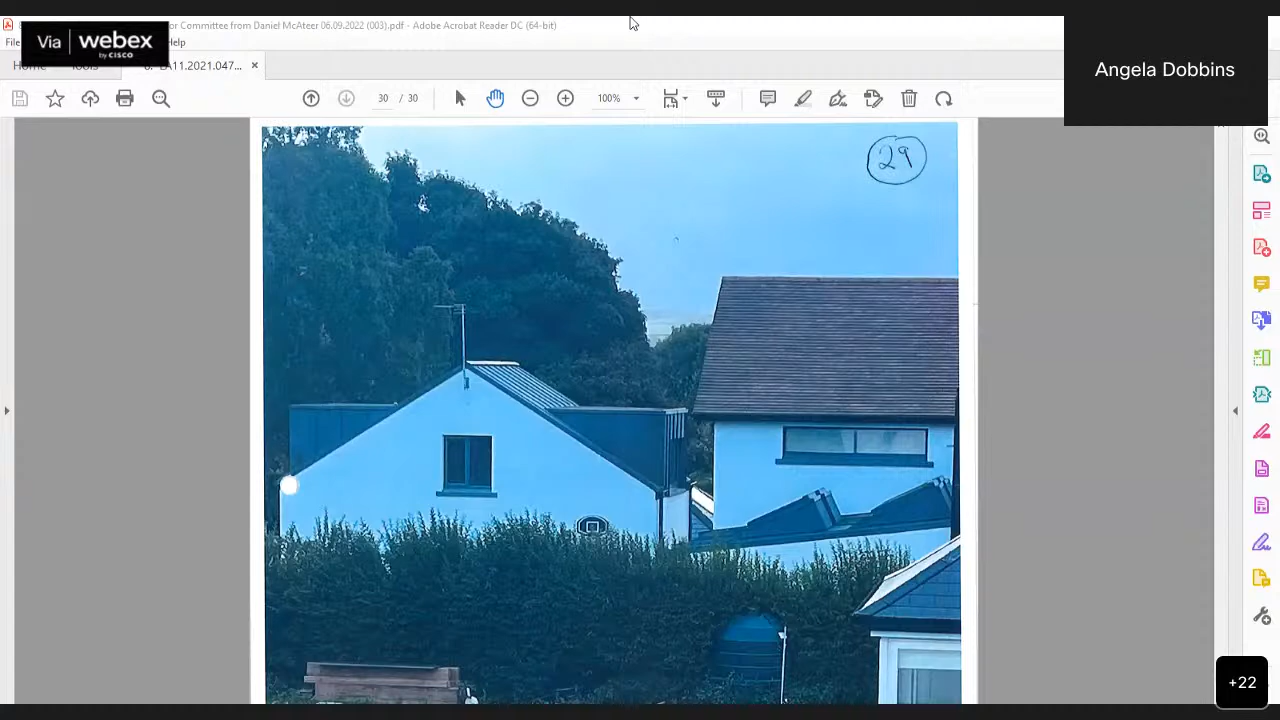 or Committee from Daniel McAteer 06.09.2022 (003).pdf - Adobe Acrobat Reader DC (64-bit)
File
Help
Via webex
by CISCO
Home
Tools
LA11.2021.047...
30 / 30
100%
Angela Dobbins
29
+22